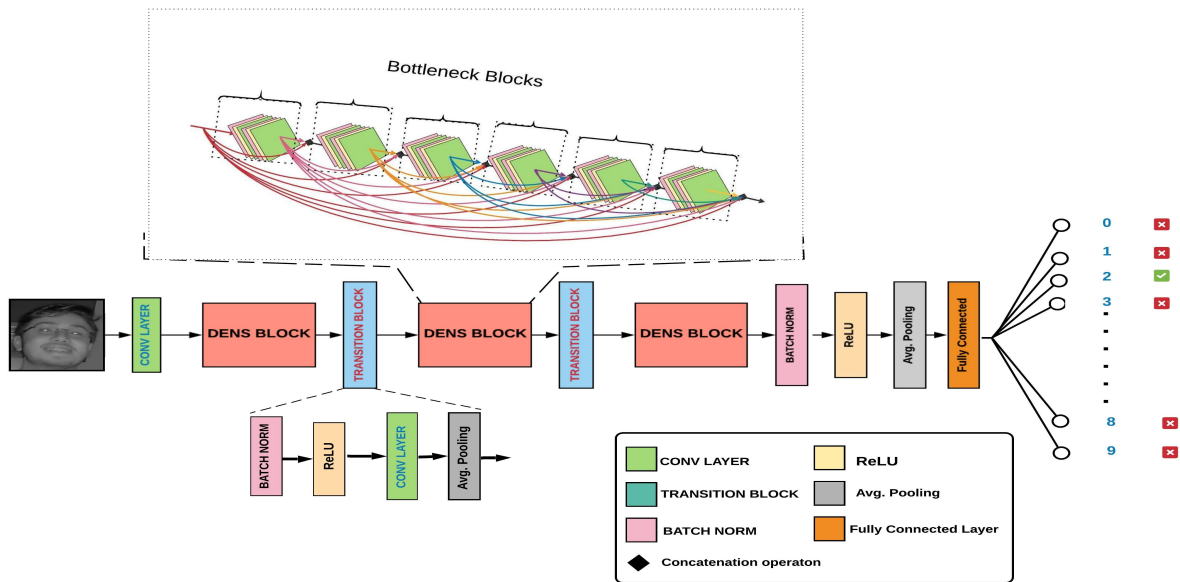 Bottleneck Blocks
0
1
2
3
8
9
CONV LAYER
DENS BLOCK
TRANSITION BLOCK
DENS BLOCK
TRANSITION BLOCK
DENS BLOCK
BATCH NORM
ReLU
Avg. Pooling
Fully Connected
BATCH NORM
ReLU
CONV LAYER
Avg. Pooling
CONV LAYER
ReLU
TRANSITION BLOCK
Avg. Pooling
BATCH NORM
Fully Connected Layer
Concatenation operaton